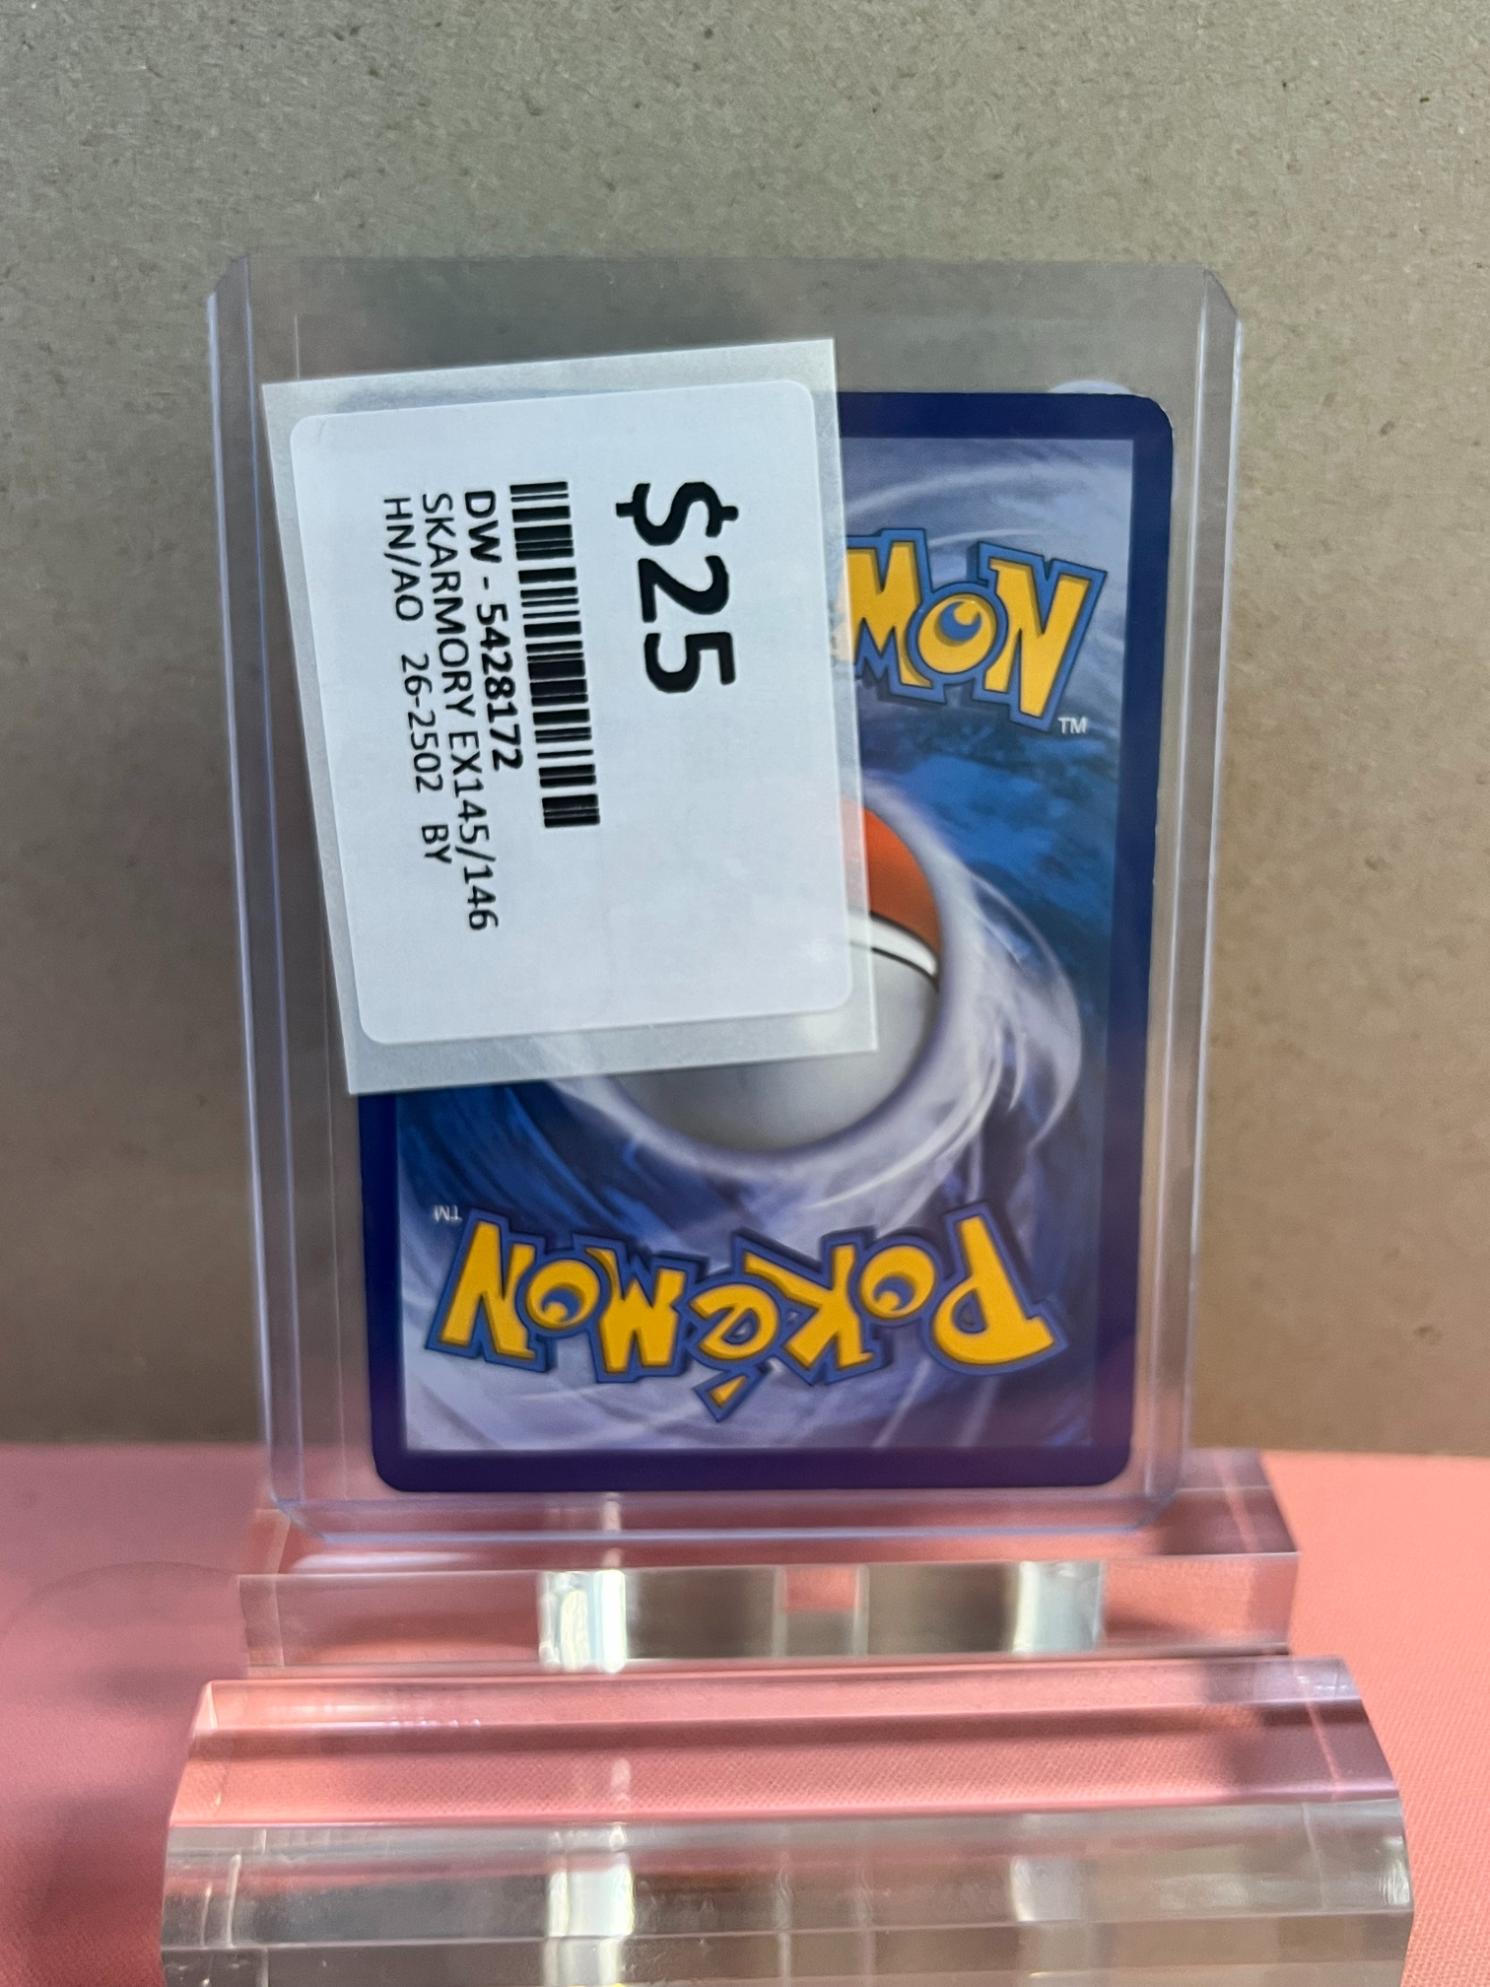 $25
DW - 5428172
SKARMORY EX145/146
HN/AO 26-2502 BY
MON
TM
POKéMON
TM